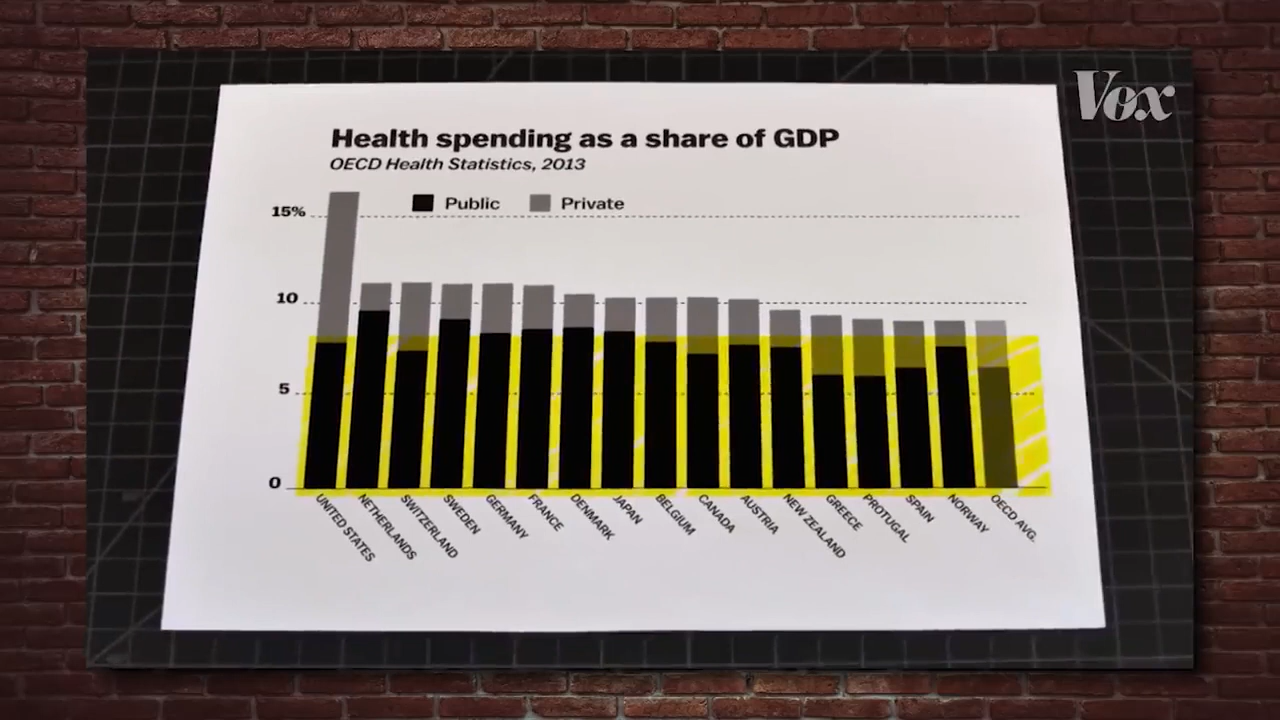 Vox
Health spending as a share of GDP
OECD Health Statistics, 2013
Public
Private
15%
10
5
0
UNITED STATES
NETHERLANDS
SWITZERLAND
SWEDEN
GERMANY
FRANCE
DENMARK
JAPAN
BELGIUM
CANADA
AUSTRIA
NEW ZEALAND
GREECE
PROTUGAL
SPAIN
NORWAY
OECD AVG.